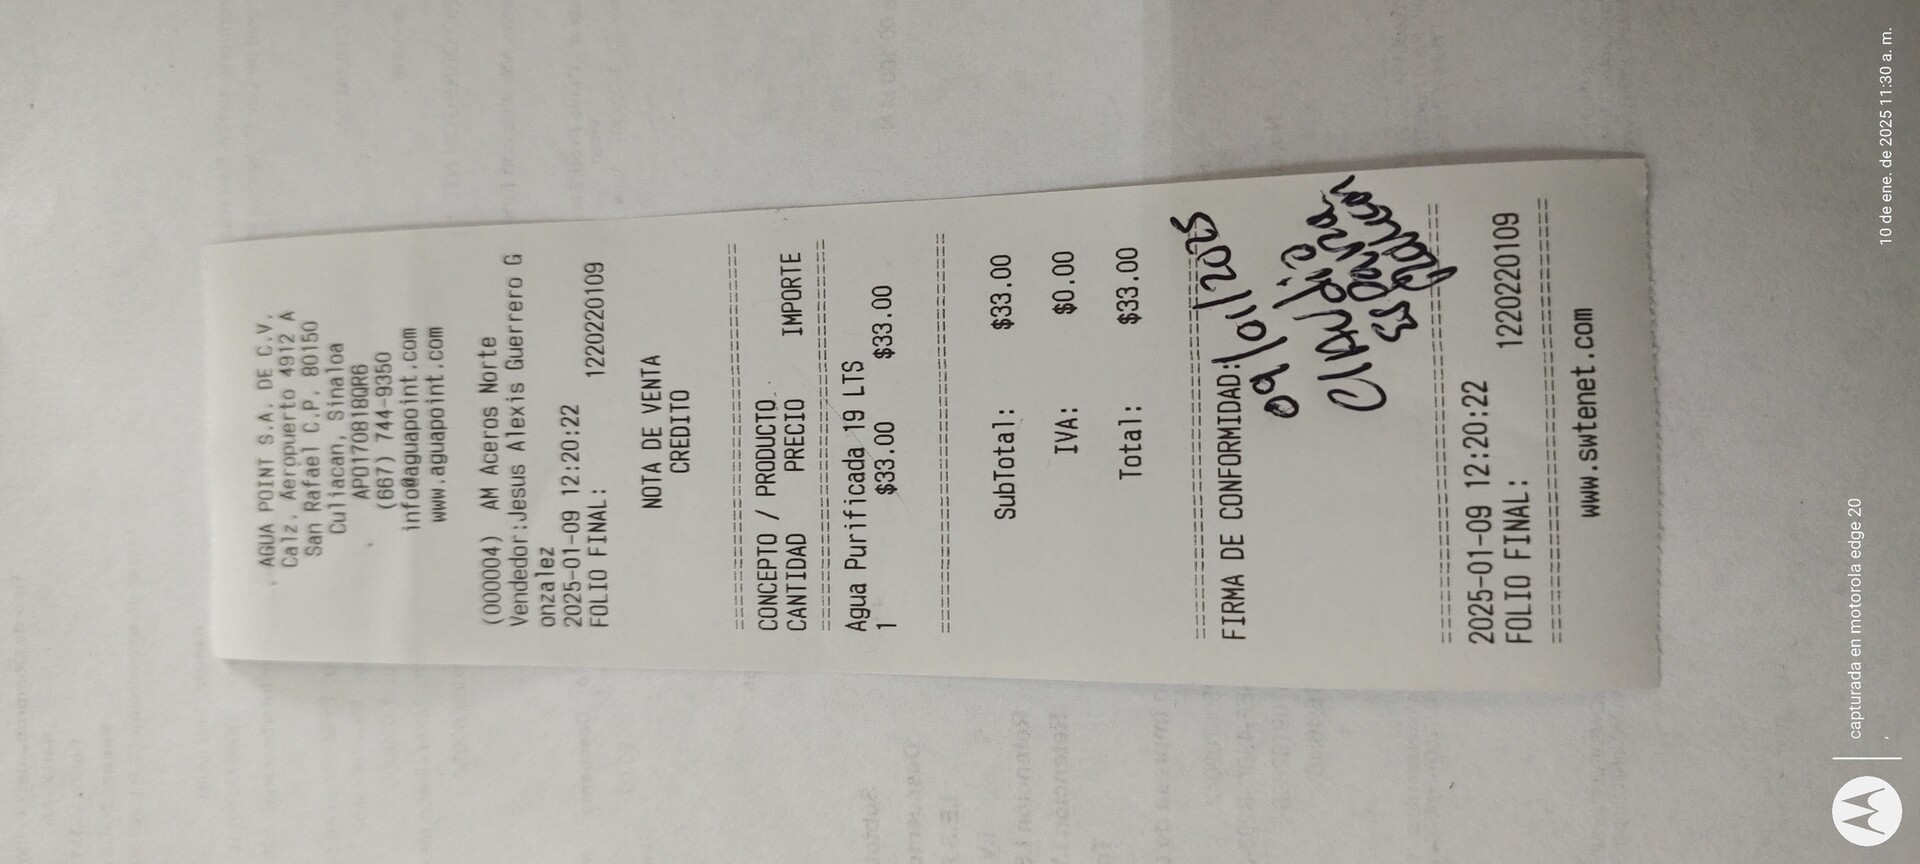 . AGUA POINT S.A. DE C.V.
Calz. Aeropuerto 4912 A
San Rafael C.P. 80150
Culiacan, Sinaloa
APO170818QR6
(667) 744-9350
info@aguapoint.com
www.aguapoint.com
(000004) AM Aceros Norte
Vendedor:Jesus Alexis Guerrero G
onzalez
2025-01-09 12:20:22
FOLIO FINAL: 1220220109
NOTA DE VENTA
CREDITO
================================
CONCEPTO / PRODUCTO
CANTIDAD PRECIO IMPORTE
================================
Agua Purificada 19 LTS
1 $33.00 $33.00
================================
SubTotal: $33.00
IVA: $0.00
Total: $33.00
================================
FIRMA DE CONFORMIDAD:
09/01/2025
Claudia
Esparza
================================
2025-01-09 12:20:22
FOLIO FINAL: 1220220109
================================
www.swtenet.com
capturada en motorola edge 20
10 de ene. de 2025 11:30 a. m.